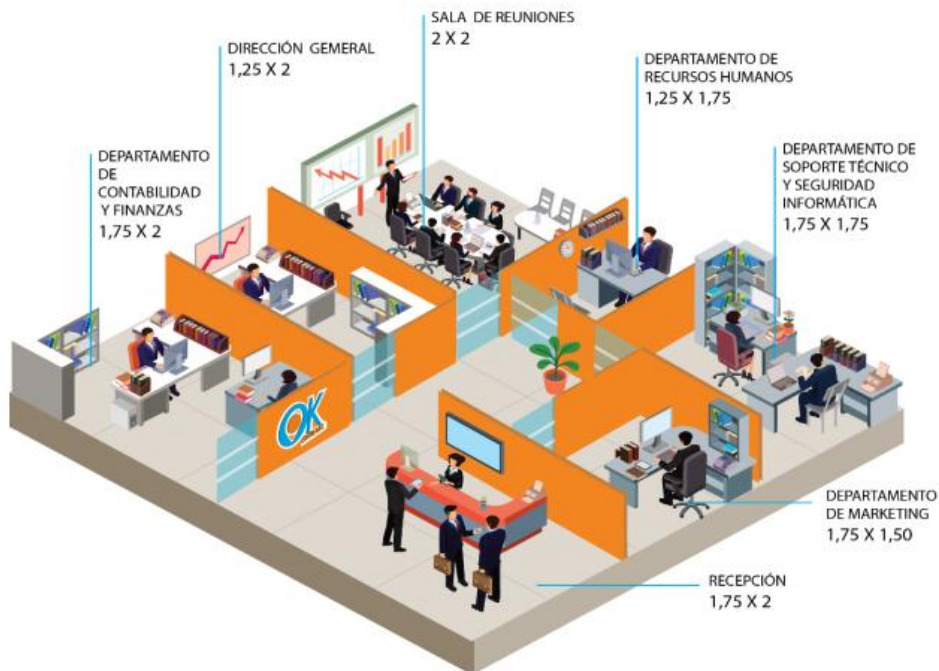 SALA DE REUNIONES
2 X 2
DIRECCIÓN GEMERAL
1,25 X 2
DEPARTAMENTO DE
RECURSOS HUMANOS
1,25 X 1,75
DEPARTAMENTO
DE
CONTABILIDAD
Y FINANZAS
1,75 X 2
DEPARTAMENTO DE
SOPORTE TÉCNICO
Y SEGURIDAD
INFORMÁTICA
1,75 X 1,75
OK
DEPARTAMENTO
DE MARKETING
1,75 X 1,50
RECEPCIÓN
1,75 X 2